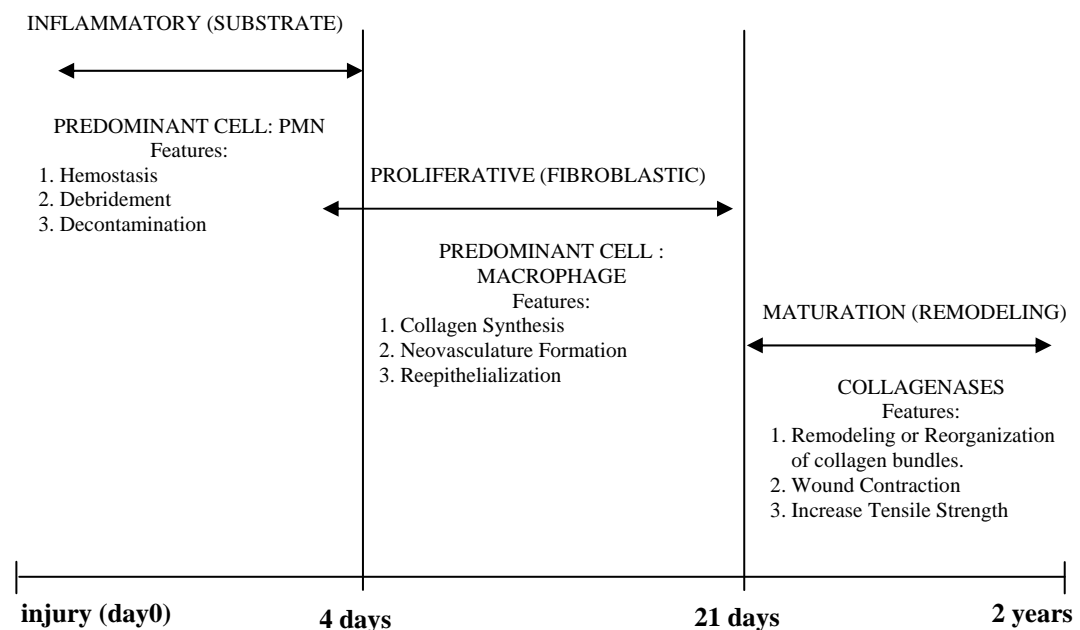 INFLAMMATORY (SUBSTRATE)
PREDOMINANT CELL: PMN
Features:
1. Hemostasis
2. Debridement
3. Decontamination
PROLIFERATIVE (FIBROBLASTIC)
PREDOMINANT CELL :
MACROPHAGE
Features:
1. Collagen Synthesis
2. Neovasculature Formation
3. Reepithelialization
MATURATION (REMODELING)
COLLAGENASES
Features:
1. Remodeling or Reorganization
of collagen bundles.
2. Wound Contraction
3. Increase Tensile Strength
injury (day0)
4 days
21 days
2 years